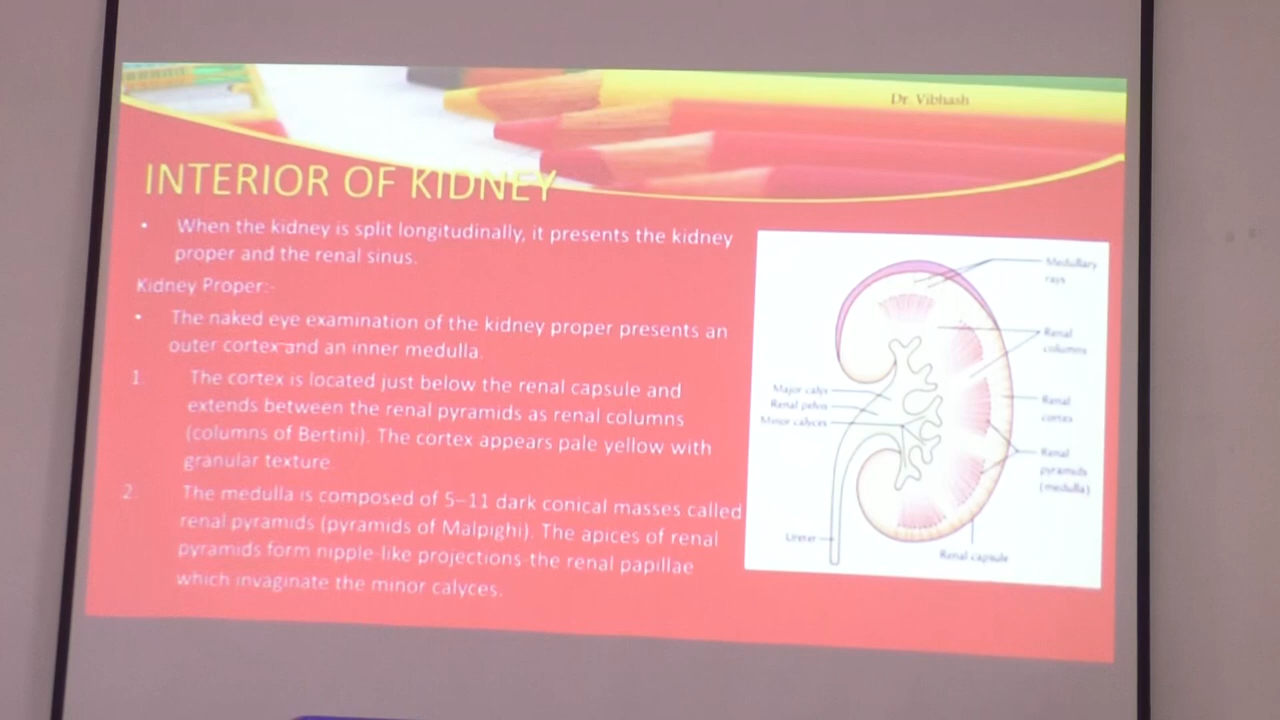 Dr. Vibhash
INTERIOR OF KIDNEY
• When the kidney is split longitudinally, it presents the kidney
proper and the renal sinus.
Kidney Proper:-
• The naked eye examination of the kidney proper presents an
outer cortex and an inner medulla.
1. The cortex is located just below the renal capsule and
extends between the renal pyramids as renal columns
(columns of Bertini). The cortex appears pale yellow with
granular texture.
2. The medulla is composed of 5–11 dark conical masses called
renal pyramids (pyramids of Malpighi). The apices of renal
pyramids form nipple-like projections-the renal papillae
which invaginate the minor calyces.
Medullary
rays
Renal
columns
Major calyx
Renal pelvis
Minor calyces
Renal
cortex
Renal
pyramids
(medulla)
Ureter
Renal capsule